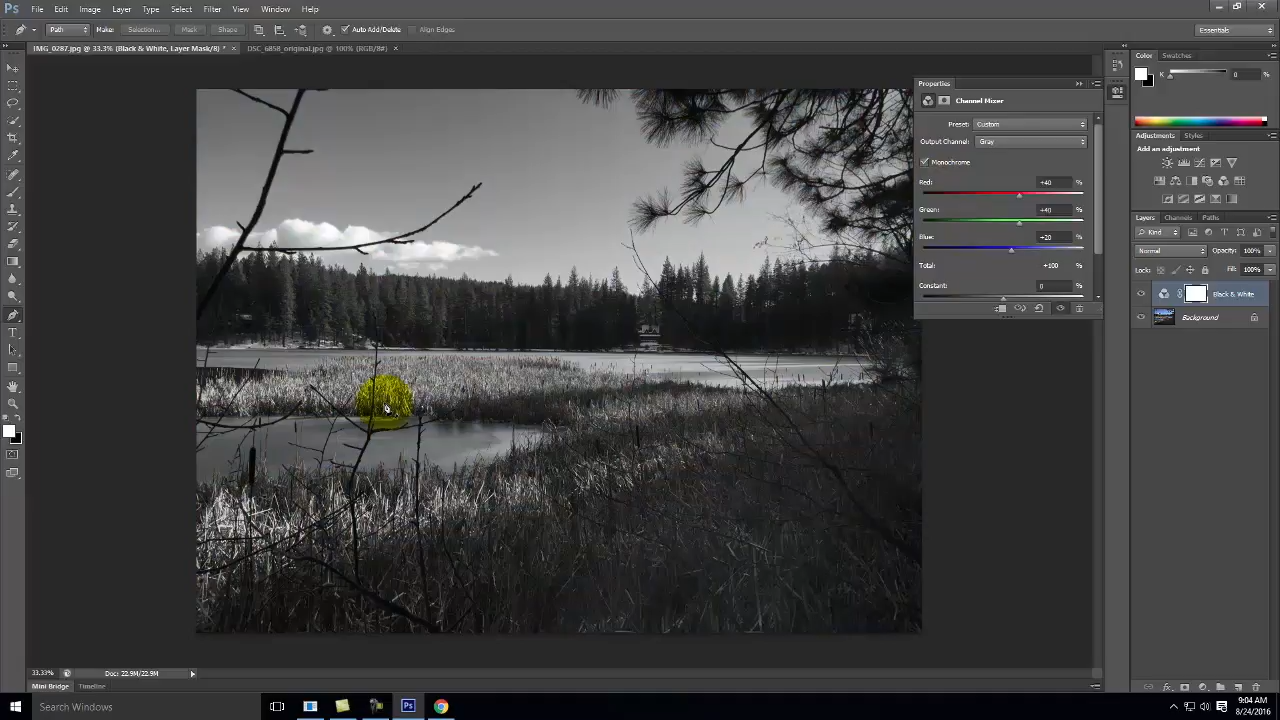 Ps File Edit Image Layer Type Select Filter 3D View Window Help
Path Make: Selection... Mask Shape Auto Add/Delete Align Edges Essentials
IMG_0287.jpg @ 33.3% (Black & White, Layer Mask/8) * × DSC_6858_original.jpg @ 100% (RGB/8#) ×
Color Swatches
K 0 %
Properties
Channel Mixer
Preset: Custom
Output Channel: Gray
Monochrome
Red: +40 %
Green: +40 %
Blue: +20 %
Total: +100 %
Constant: 0 %
Adjustments Styles
Add an adjustment
Layers Channels Paths
Kind
Normal Opacity: 100%
Locks: Fill: 100%
Black & White
Background
33.33% Doc: 22.9M/22.9M
Mini Bridge Timeline
Search Windows
Ps
9:04 AM
8/24/2016